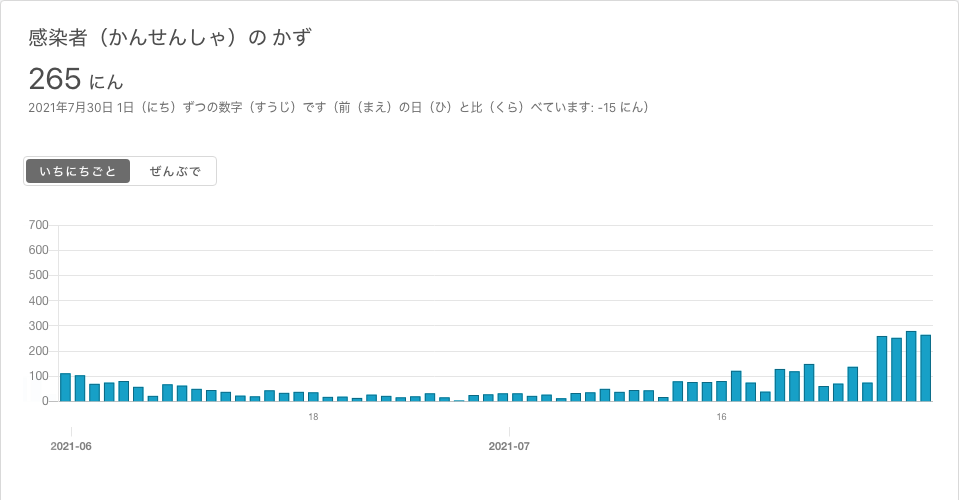 感染者（かんせんしゃ）の かず
265 にん
2021年7月30日 1日（にち）ずつの数字（すうじ）です（前（まえ）の日（ひ）と比（くら）べています: -15 にん）
いちにちごと ぜんぶで
700
600
500
400
300
200
100
0
18 16
2021-06 2021-07